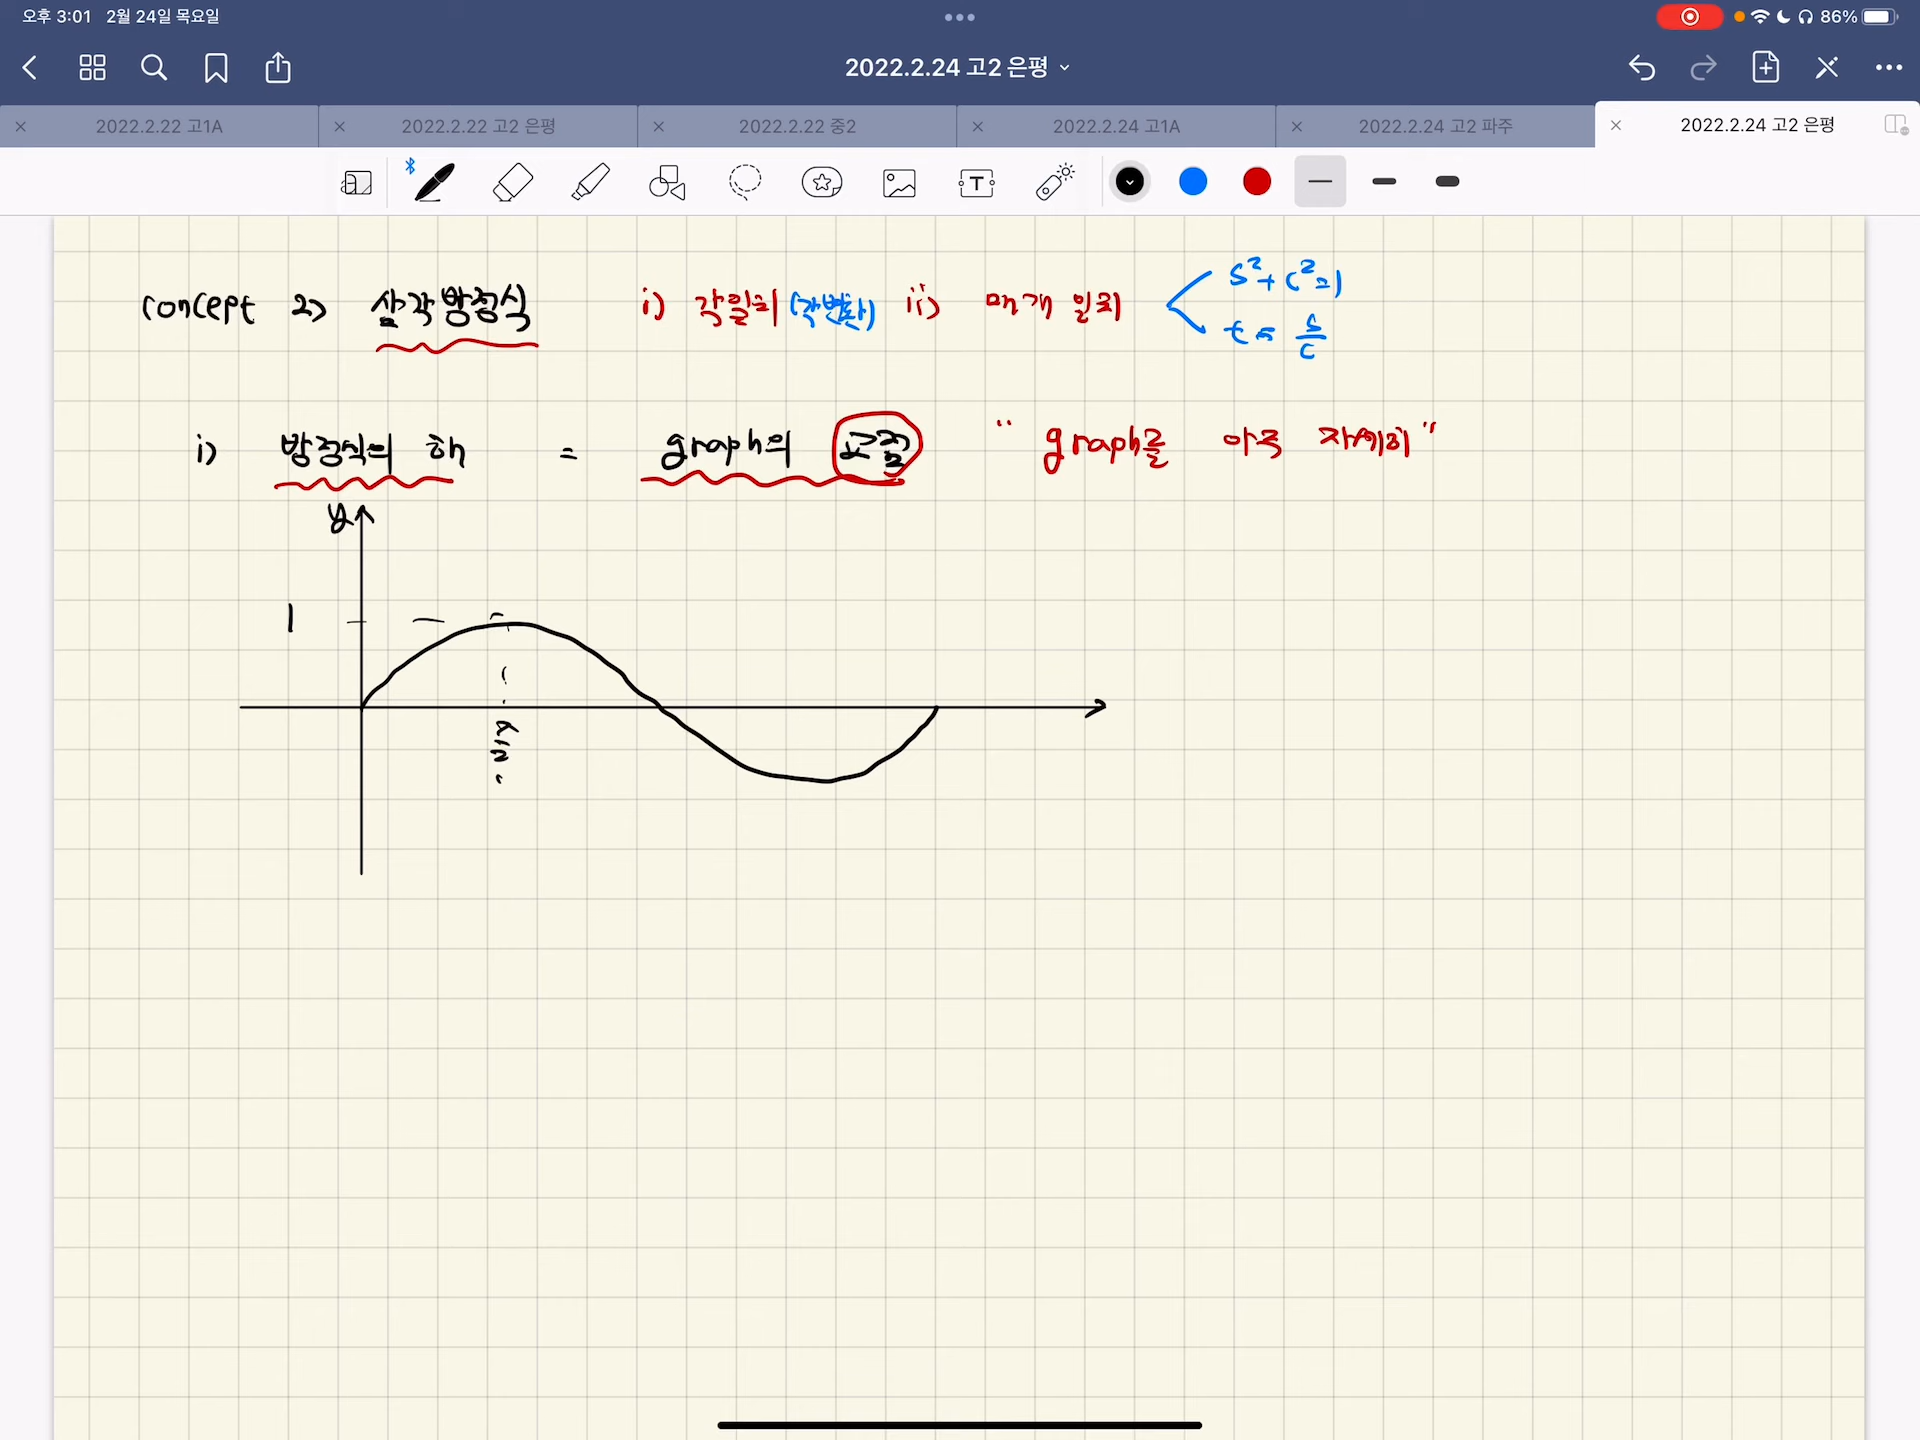 오후 3:01 2월 24일 목요일
86%
2022.2.24 고2 은평
2022.2.22 고1A
2022.2.22 고2 은평
2022.2.22 중2
2022.2.24 고1A
2022.2.24 고2 파주
2022.2.24 고2 은평
concept 2) 삼각방정식 i) 각일치 (각변환) ii) 매개 일치
s²+c²=1
t = s/c
i) 방정식의 해 = graph의 교점 " graph를 아주 자세히 "
y
1
π/2